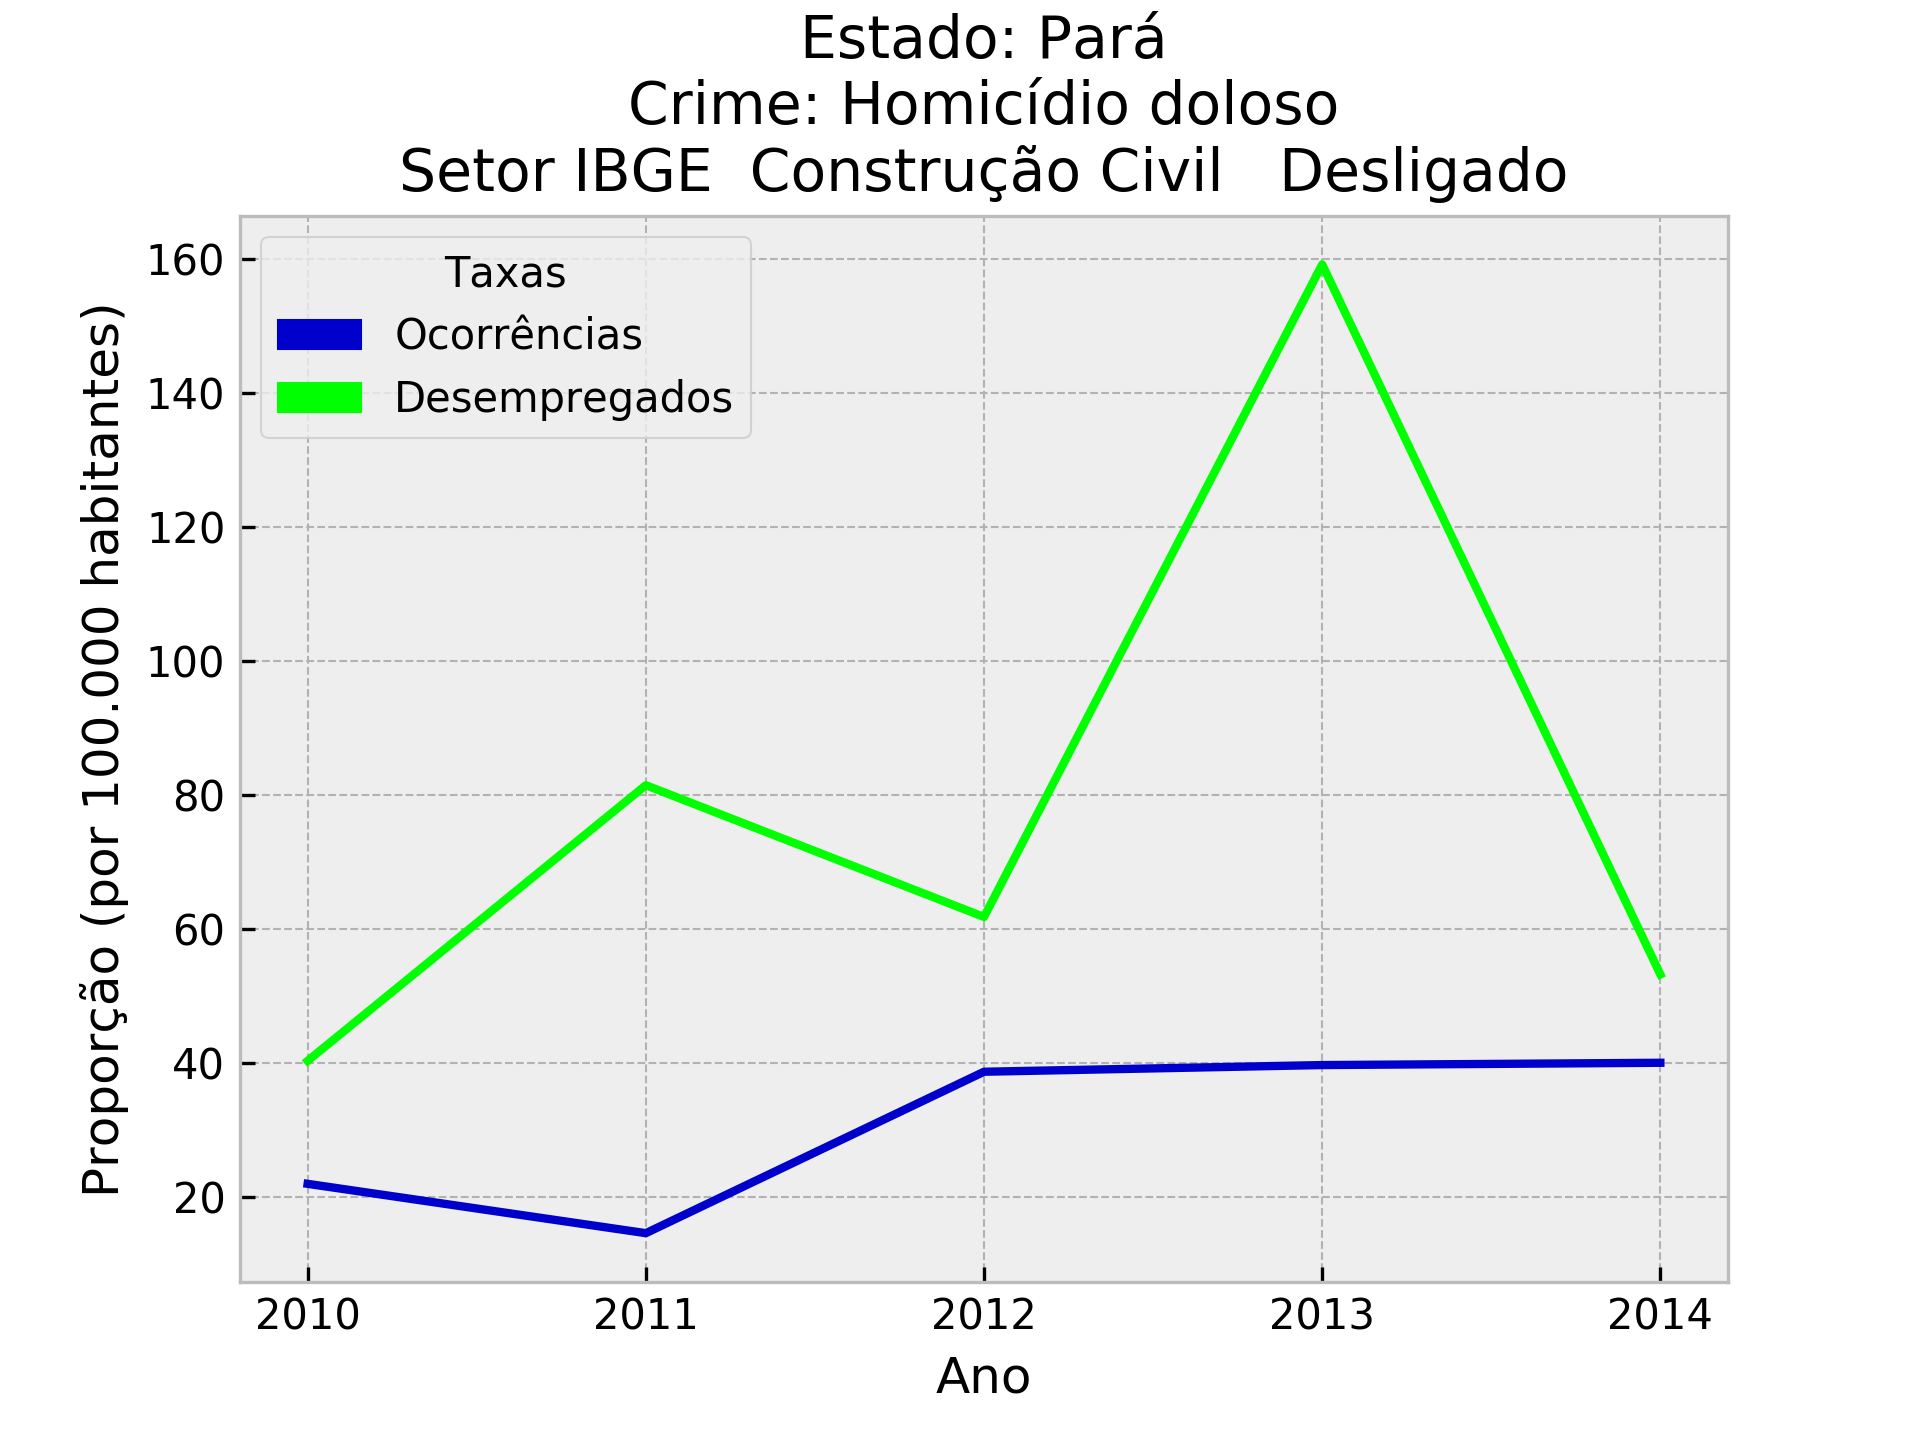 Estado: Pará
Crime: Homicídio doloso
Setor IBGE  Construção Civil   Desligado
Proporção (por 100.000 habitantes)
160
140
120
100
80
60
40
20
Taxas
Ocorrências
Desempregados
2010 2011 2012 2013 2014
Ano